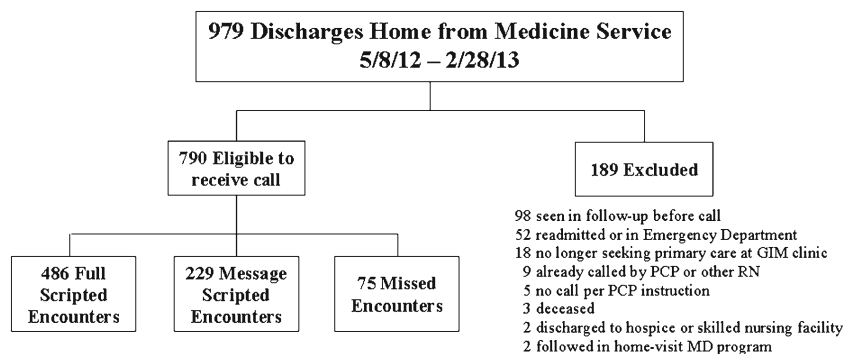 979 Discharges Home from Medicine Service
5/8/12 – 2/28/13
790 Eligible to
receive call
189 Excluded
98 seen in follow-up before call
52 readmitted or in Emergency Department
18 no longer seeking primary care at GIM clinic
9 already called by PCP or other RN
5 no call per PCP instruction
3 deceased
2 discharged to hospice or skilled nursing facility
2 followed in home-visit MD program
486 Full
Scripted
Encounters
229 Message
Scripted
Encounters
75 Missed
Encounters